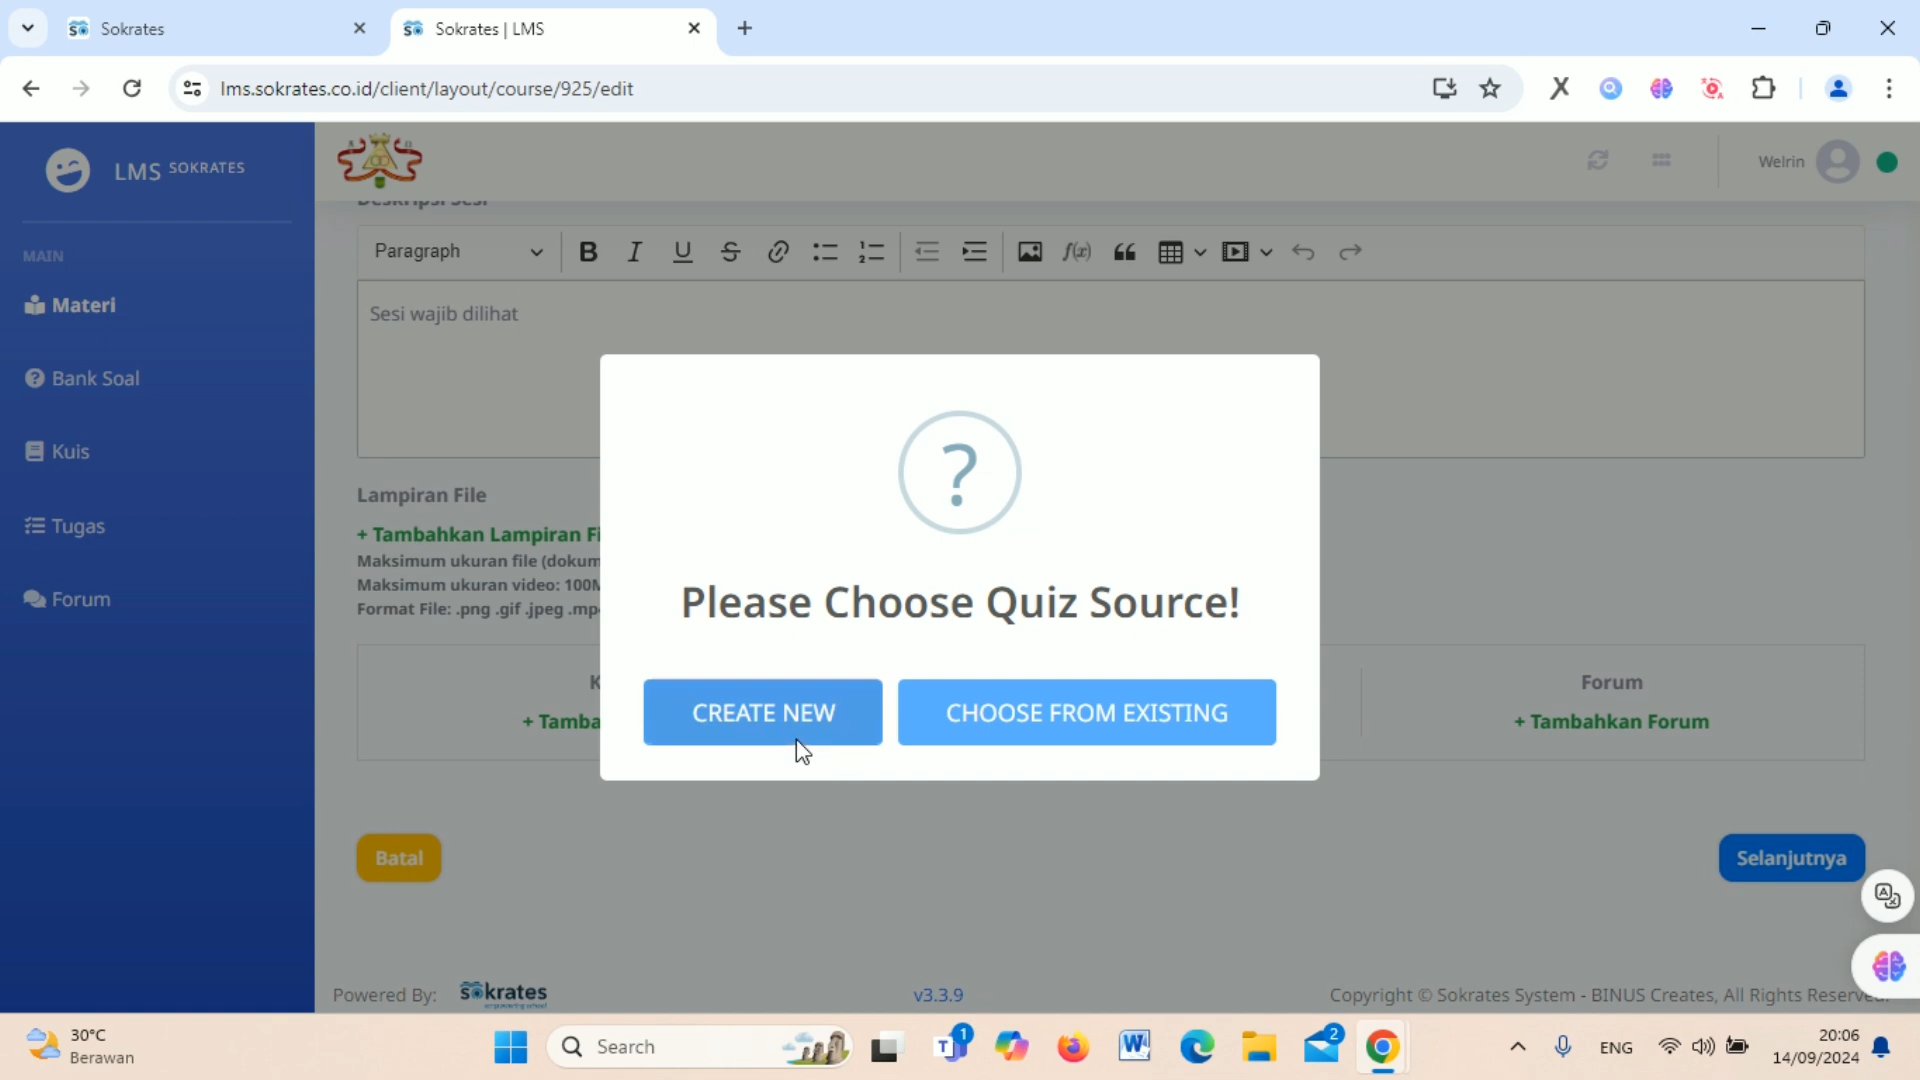 Sokrates
Sokrates | LMS
lms.sokrates.co.id/client/layout/course/925/edit
LMS SOKRATES
Welrin
MAIN
Materi
Bank Soal
Kuis
Tugas
Forum
Deskripsi Sesi
Paragraph
Sesi wajib dilihat
Lampiran File
+ Tambahkan Lampiran Fi
Maksimum ukuran file (dokum
Maksimum ukuran video: 100M
Format File: .png .gif .jpeg .mp
?
Please Choose Quiz Source!
CREATE NEW
CHOOSE FROM EXISTING
K
+ Tamba
Forum
+ Tambahkan Forum
Batal
Selanjutnya
Powered By: sokrates
v3.3.9
Copyright © Sokrates System - BINUS Creates, All Rights Reserved.
30°C
Berawan
Search
1
2
ENG
20:06
14/09/2024